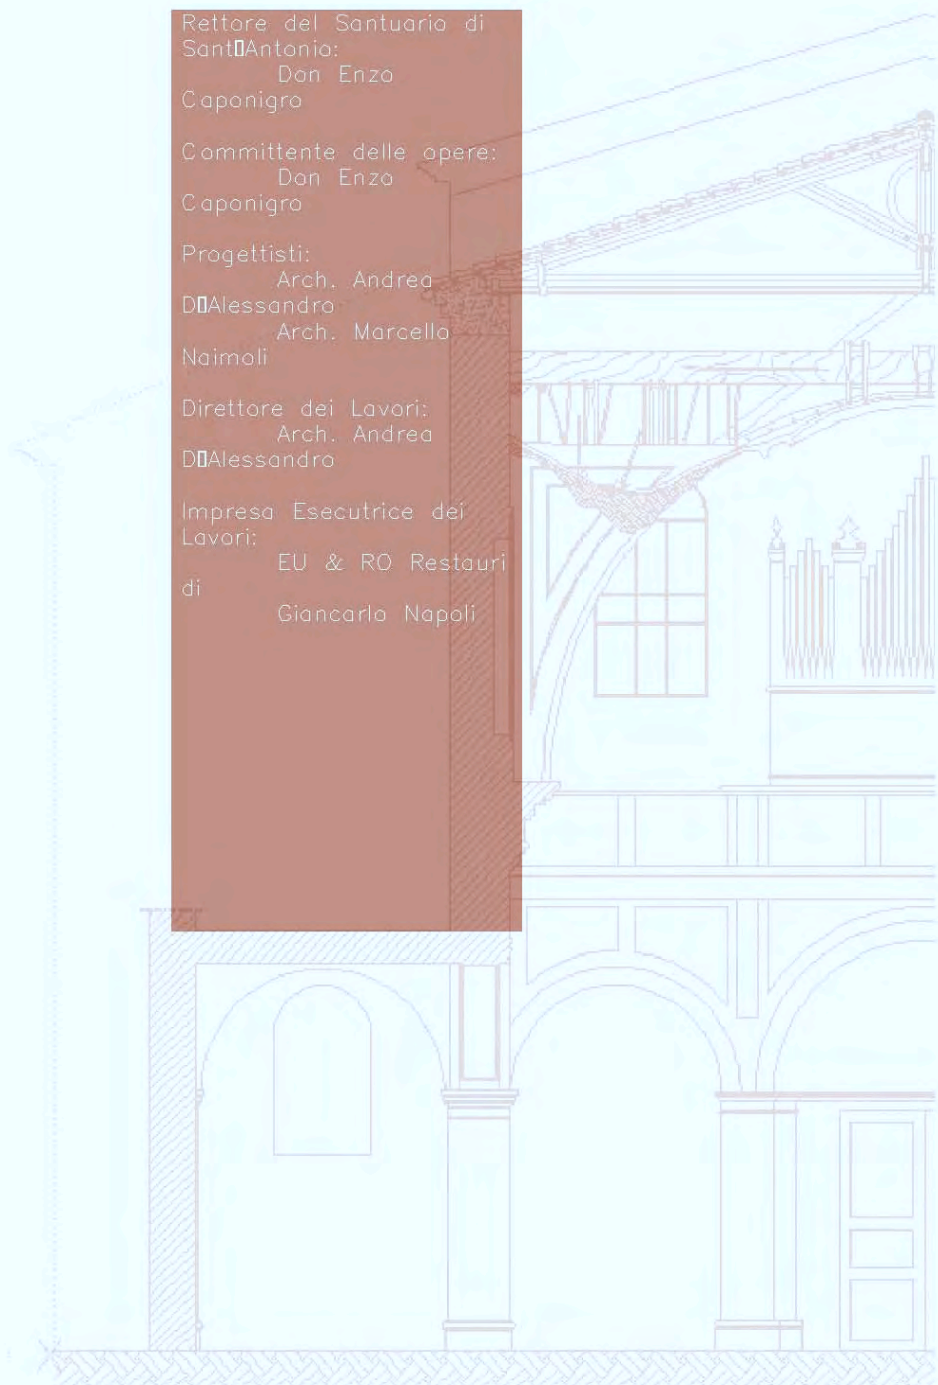 Rettore del Santuario di
Sant▯Antonio:
Don Enzo
Caponigro
Committente delle opere:
Don Enzo
Caponigro
Progettisti:
Arch. Andrea
D▯Alessandro
Arch. Marcello
Naimoli
Direttore dei Lavori:
Arch. Andrea
D▯Alessandro
Impresa Esecutrice dei
Lavori:
EU & RO Restauri
di
Giancarlo Napoli